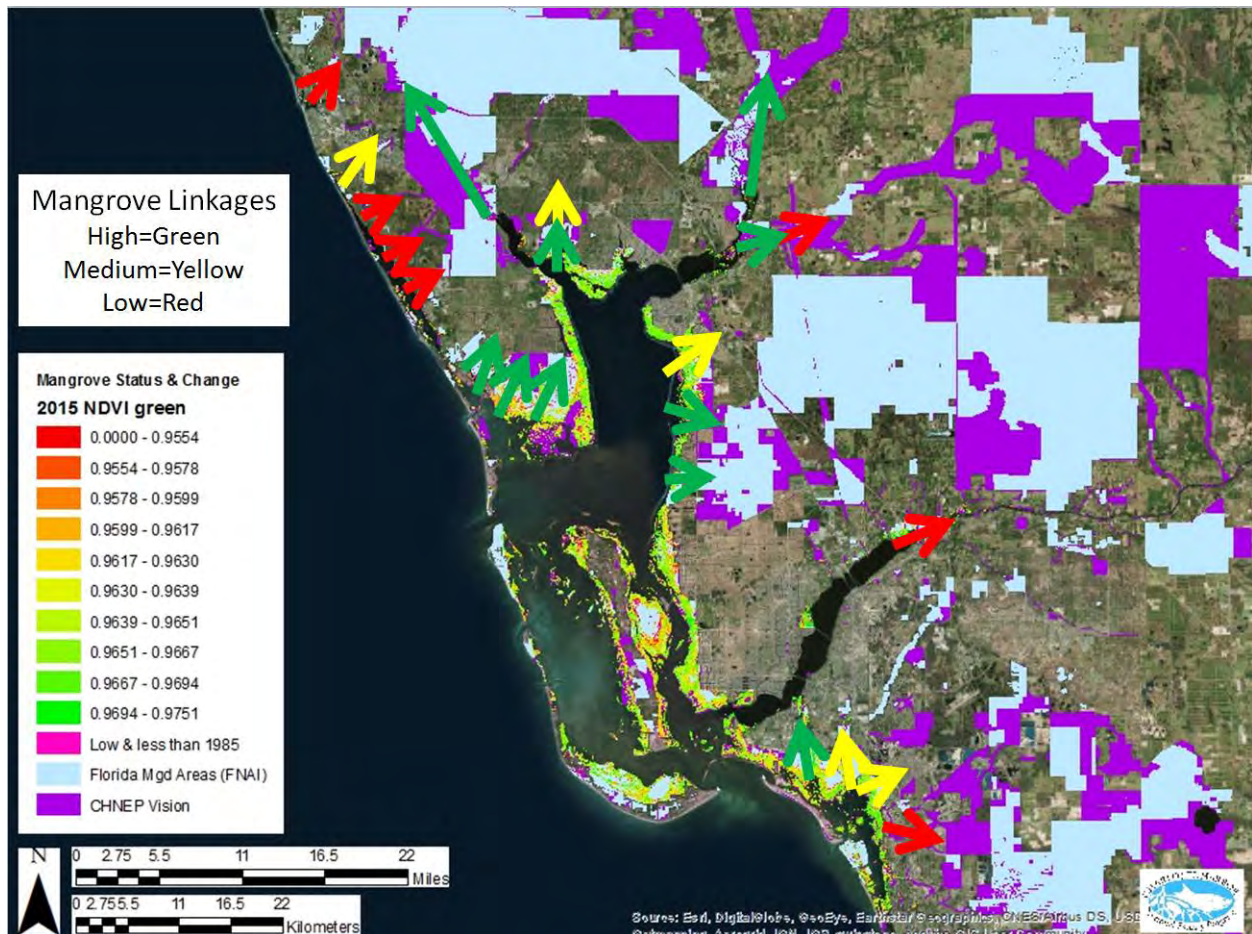 Mangrove Linkages
High=Green
Medium=Yellow
Low=Red
Mangrove Status & Change
2015 NDVI green
0.0000 - 0.9554
0.9554 - 0.9578
0.9578 - 0.9599
0.9599 - 0.9617
0.9617 - 0.9630
0.9630 - 0.9639
0.9639 - 0.9651
0.9651 - 0.9667
0.9667 - 0.9694
0.9694 - 0.9751
Low & less than 1985
Florida Mgd Areas (FNAI)
CHNEP Vision
N
0 2.75 5.5 11 16.5 22
Miles
0 2.755.5 11 16.5 22
Kilometers
Source: Esri, DigitalGlobe, GeoEye, Earthstar Geographics, CNES/Airbus DS, USD